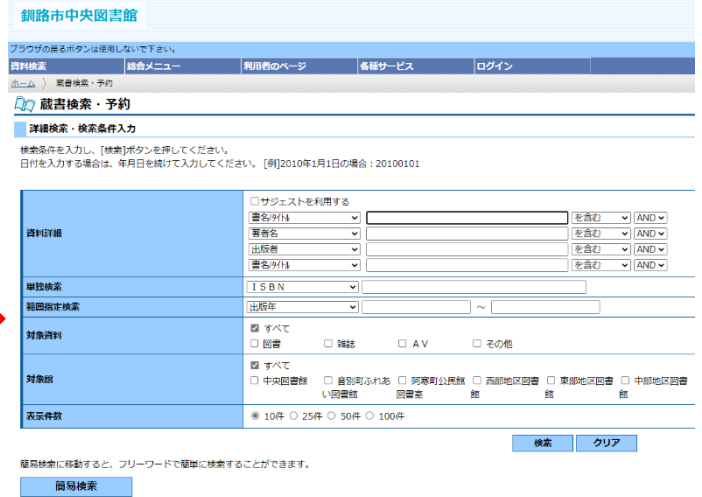 釧路市中央図書館
ブラウザの戻るボタンは使用しないで下さい。
資料検索 総合メニュー 利用者のページ 各種サービス ログイン
ホーム 〉 蔵書検索・予約
蔵書検索・予約
詳細検索・検索条件入力
検索条件を入力し、[検索]ボタンを押してください。
日付を入力する場合は、年月日を続けて入力してください。 [例]2010年1月1日の場合：20100101
資料詳細
サジェストを利用する
書名/タイトル を含む AND
著者名 を含む AND
出版者 を含む AND
書名/タイトル を含む AND
単独検索 ＩＳＢＮ
範囲指定検索 出版年 ～
対象資料
すべて
図書 雑誌 ＡＶ その他
対象館
すべて
中央図書館 音別町ふれあい図書館 阿寒町公民館図書室 西部地区図書館 東部地区図書館 中部地区図書館
表示件数 10件 25件 50件 100件
検索 クリア
簡易検索に移動すると、フリーワードで簡単に検索することができます。
簡易検索